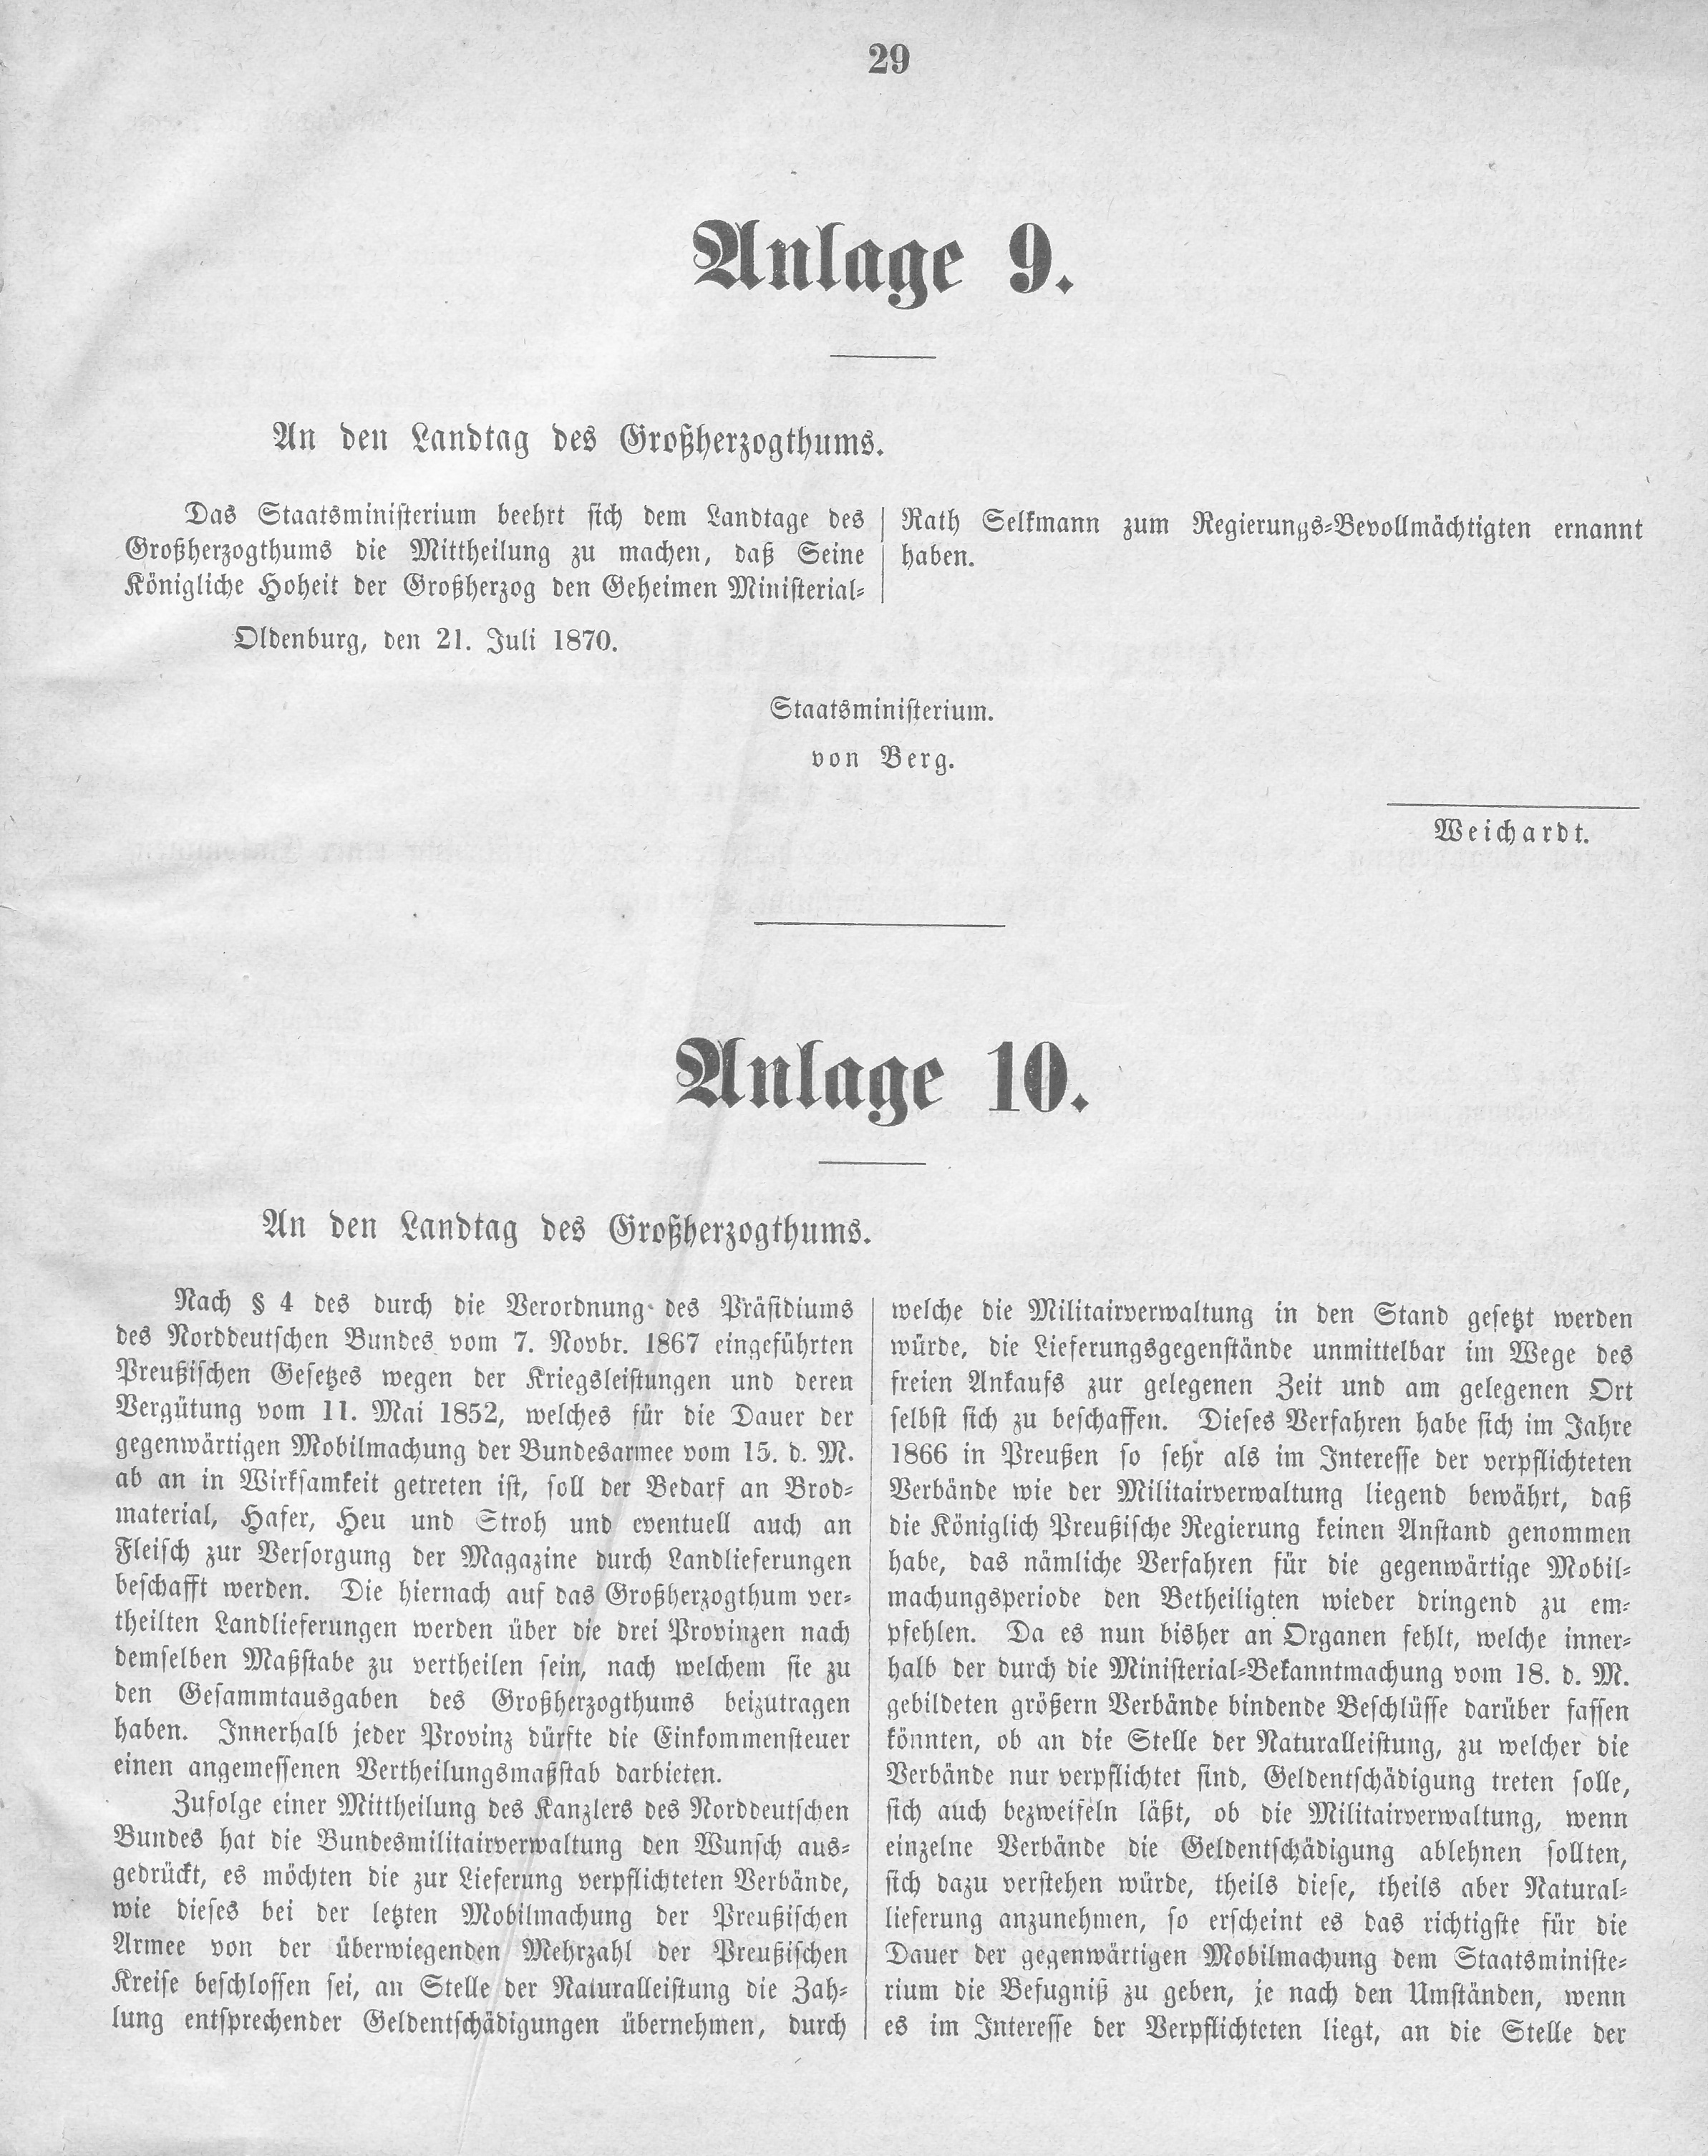 29
Anlage 9.
An den Landtag des Großherzogthums.
Das Staatsministerium beehrt sich dem Landtage des
Großherzogthums die Mittheilung zu machen, daß Seine
Königliche Hoheit der Großherzog den Geheimen Ministerial-
Rath Selkmann zum Regierungs-Bevollmächtigten ernannt
haben.
Oldenburg, den 21. Juli 1870.
Staatsministerium.
von Berg.
Weichardt.
Anlage 10.
An den Landtag des Großherzogthums.
Nach § 4 des durch die Verordnung des Präsidiums
des Norddeutschen Bundes vom 7. Novbr. 1867 eingeführten
Preußischen Gesetzes wegen der Kriegsleistungen und deren
Vergütung vom 11. Mai 1852, welches für die Dauer der
gegenwärtigen Mobilmachung der Bundesarmee vom 15. d. M.
ab an in Wirksamkeit getreten ist, soll der Bedarf an Brod-
material, Hafer, Heu und Stroh und eventuell auch an
Fleisch zur Versorgung der Magazine durch Landlieferungen
beschafft werden. Die hiernach auf das Großherzogthum ver-
theilten Landlieferungen werden über die drei Provinzen nach
demselben Maßstabe zu vertheilen sein, nach welchem sie zu
den Gesammtausgaben des Großherzogthums beizutragen
haben. Innerhalb jeder Provinz dürfte die Einkommensteuer
einen angemessenen Vertheilungsmaßstab darbieten.
Zufolge einer Mittheilung des Kanzlers des Norddeutschen
Bundes hat die Bundesmilitairverwaltung den Wunsch aus-
gedrückt, es möchten die zur Lieferung verpflichteten Verbände,
wie dieses bei der letzten Mobilmachung der Preußischen
Armee von der überwiegenden Mehrzahl der Preußischen
Kreise beschlossen sei, an Stelle der Naturalleistung die Zah-
lung entsprechender Geldentschädigungen übernehmen, durch
welche die Militairverwaltung in den Stand gesetzt werden
würde, die Lieferungsgegenstände unmittelbar im Wege des
freien Ankaufs zur gelegenen Zeit und am gelegenen Ort
selbst sich zu beschaffen. Dieses Verfahren habe sich im Jahre
1866 in Preußen so sehr als im Interesse der verpflichteten
Verbände wie der Militairverwaltung liegend bewährt, daß
die Königlich Preußische Regierung keinen Anstand genommen
habe, das nämliche Verfahren für die gegenwärtige Mobil-
machungsperiode den Betheiligten wieder dringend zu em-
pfehlen. Da es nun bisher an Organen fehlt, welche inner-
halb der durch die Ministerial-Bekanntmachung vom 18. d. M.
gebildeten größern Verbände bindende Beschlüsse darüber fassen
könnten, ob an die Stelle der Naturalleistung, zu welcher die
Verbände nur verpflichtet sind, Geldentschädigung treten solle,
sich auch bezweifeln läßt, ob die Militairverwaltung, wenn
einzelne Verbände die Geldentschädigung ablehnen sollten,
sich dazu verstehen würde, theils diese, theils aber Natural-
lieferung anzunehmen, so erscheint es das richtigste für die
Dauer der gegenwärtigen Mobilmachung dem Staatsministe-
rium die Befugniß zu geben, je nach den Umständen, wenn
es im Interesse der Verpflichteten liegt, an die Stelle der